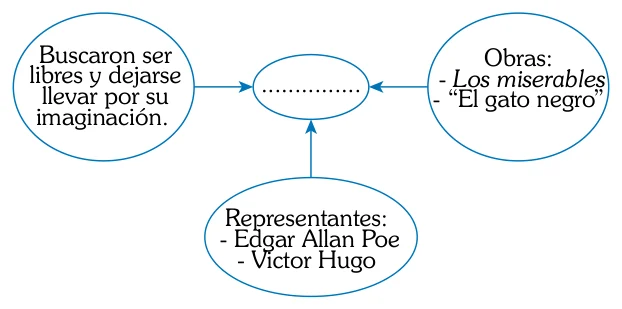 Buscaron ser
libres y dejarse
llevar por su
imaginación.
...............
Obras:
- Los miserables
- “El gato negro”
Representantes:
- Edgar Allan Poe
- Victor Hugo